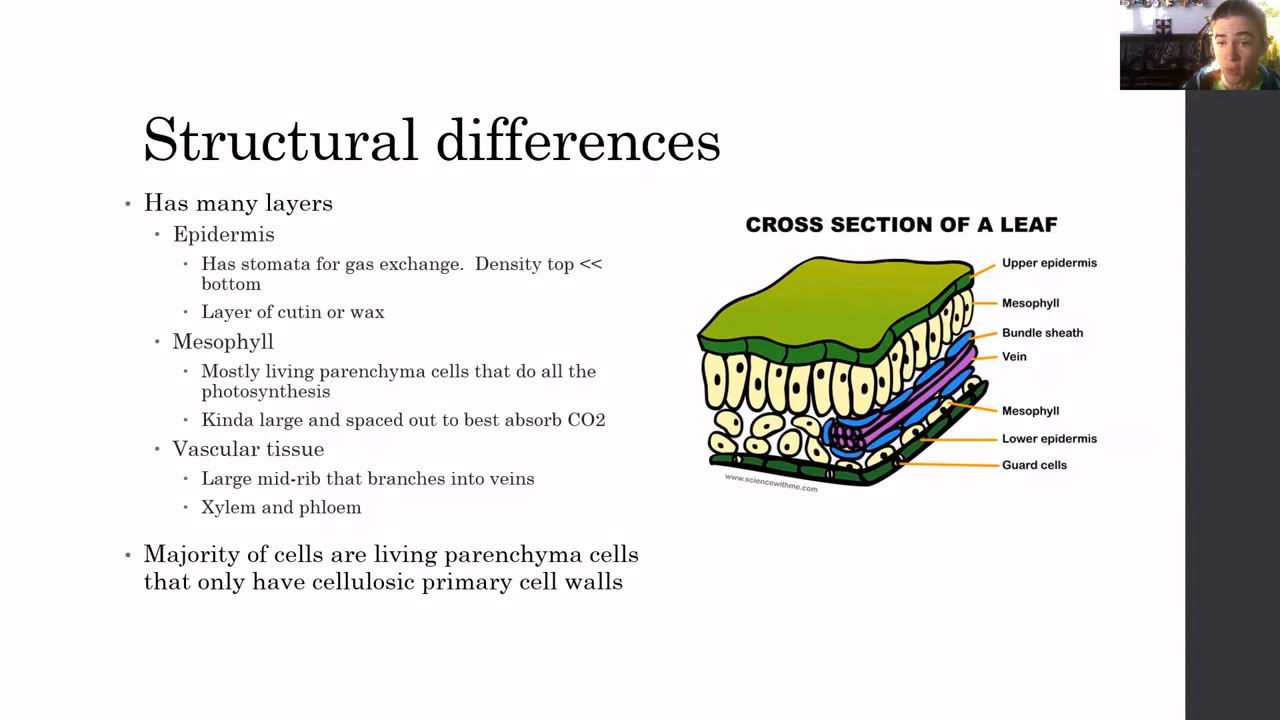 Structural differences
Has many layers
Epidermis
Has stomata for gas exchange.  Density top <<
bottom
Layer of cutin or wax
Mesophyll
Mostly living parenchyma cells that do all the
photosynthesis
Kinda large and spaced out to best absorb CO2
Vascular tissue
Large mid-rib that branches into veins
Xylem and phloem
Majority of cells are living parenchyma cells
that only have cellulosic primary cell walls
CROSS SECTION OF A LEAF
Upper epidermis
Mesophyll
Bundle sheath
Vein
Mesophyll
Lower epidermis
Guard cells
www.sciencewithme.com